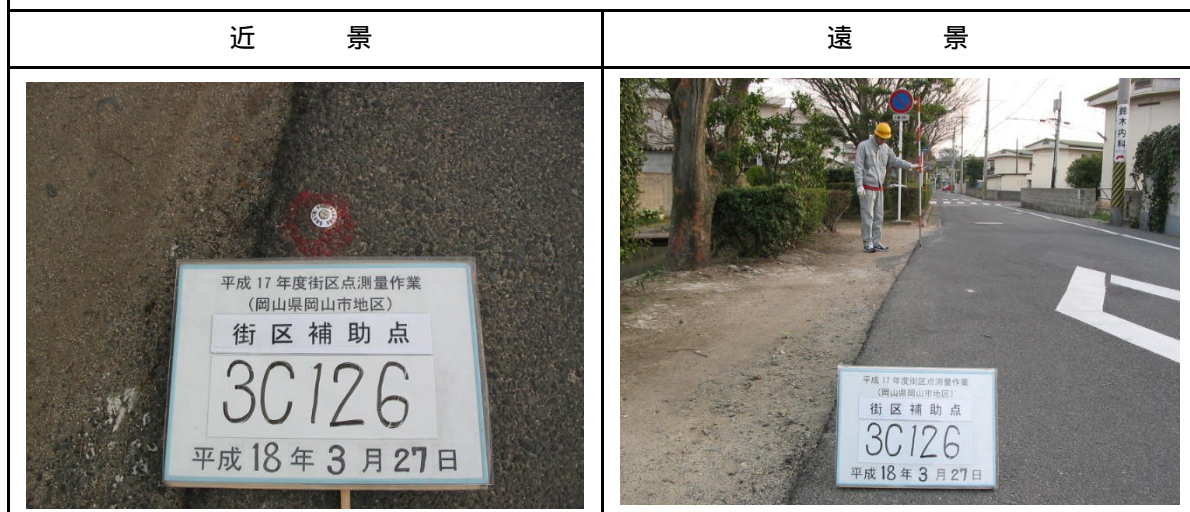 近 景
遠 景
平成17年度街区点測量作業
(岡山県岡山市地区)
街区補助点
3C126
平成18年3月27日
鈴木内科
平成17年度街区点測量作業
(岡山県岡山市地区)
街区補助点
3C126
平成18年3月27日